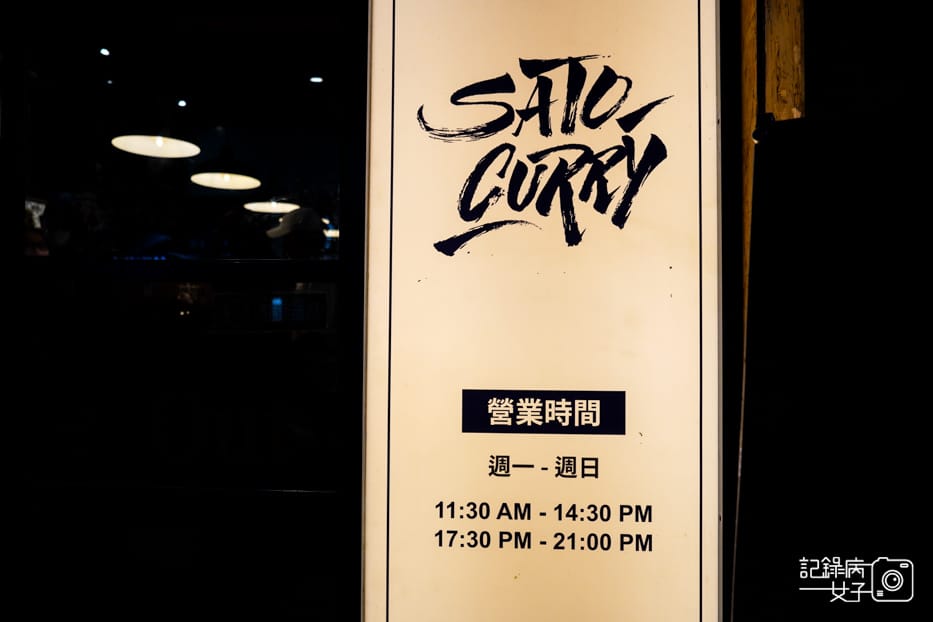 SATO
CURRY
營業時間
週一 - 週日
11:30 AM - 14:30 PM
17:30 PM - 21:00 PM
記錄病
女子